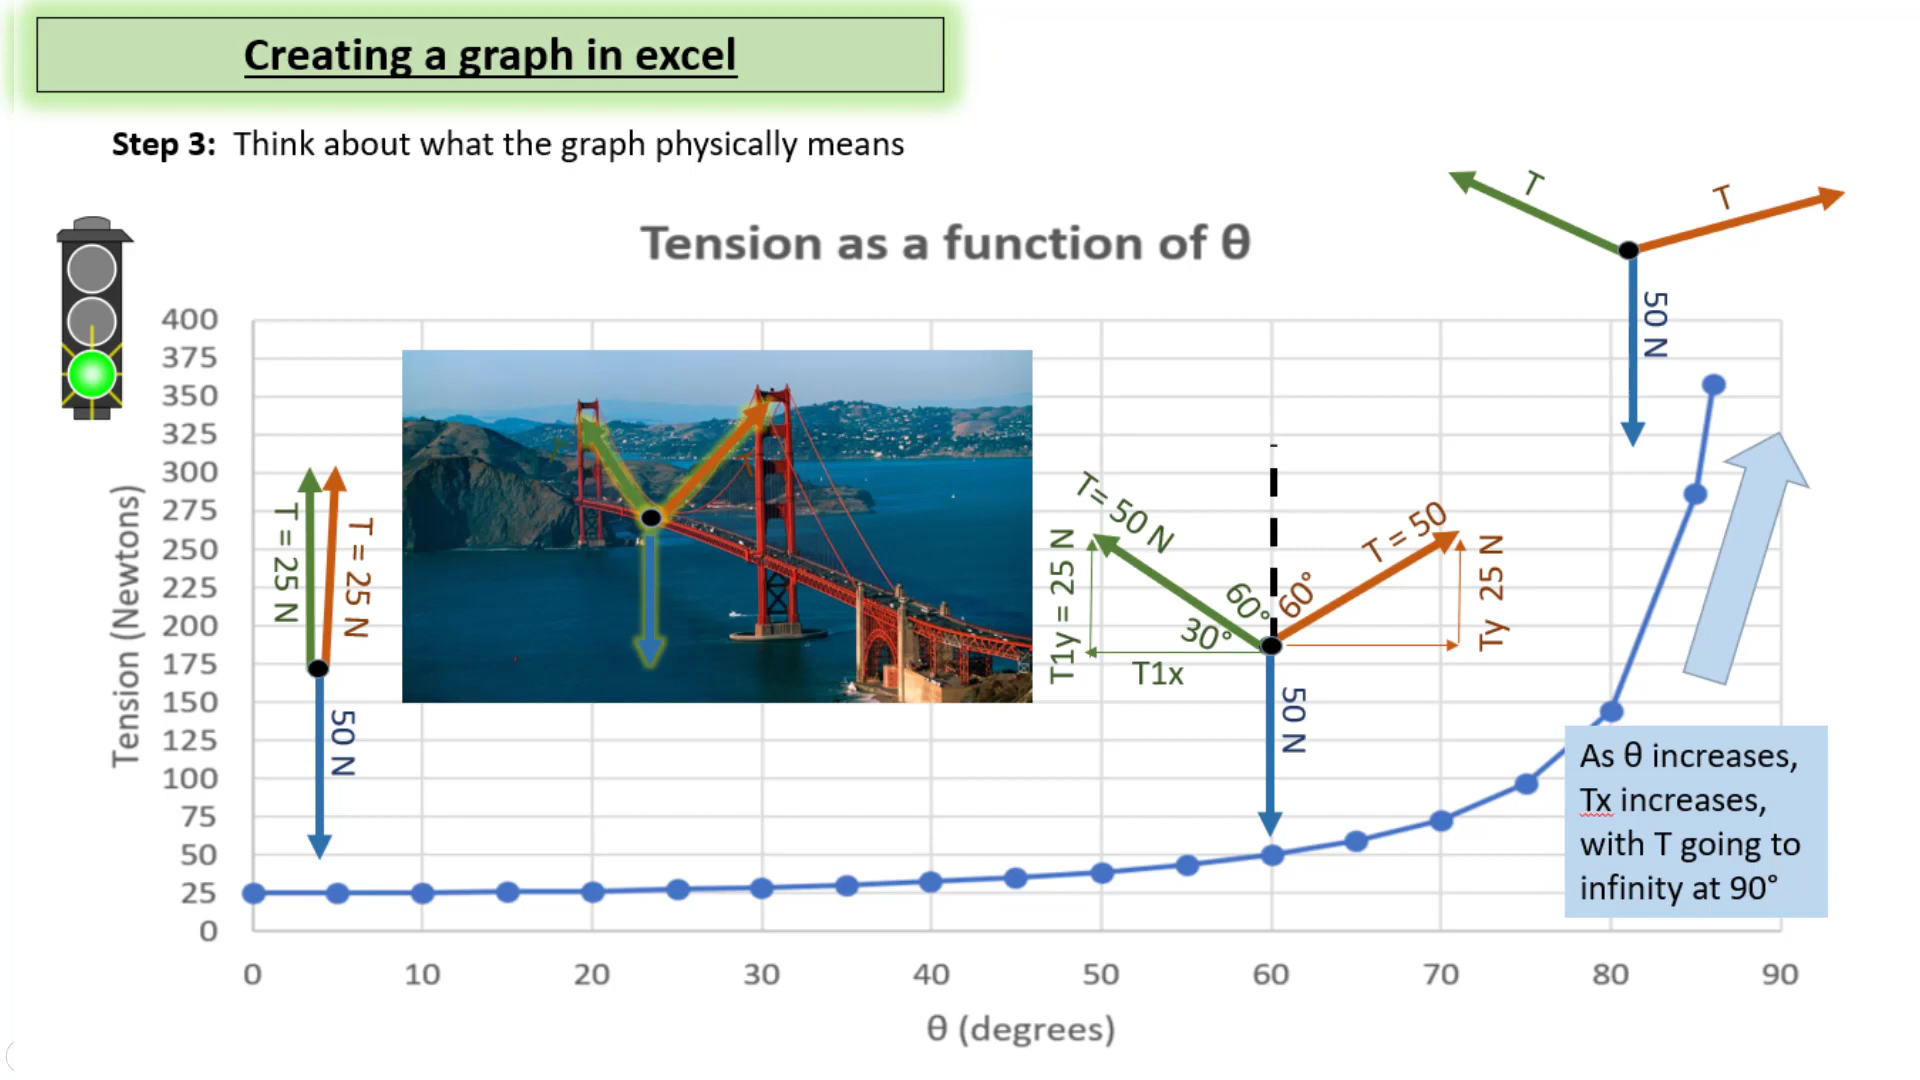 Creating a graph in excel
Step 3: Think about what the graph physically means
Tension as a function of θ
T
T
50 N
400
375
350
325
300
275
250
225
200
175
150
125
100
75
50
25
0
Tension (Newtons)
T = 25 N
T = 25 N
50 N
T= 50 N
T = 50
T1y = 25 N
60°
60°
30°
T1x
Ty 25 N
50 N
As θ increases,
Tx increases,
with T going to
infinity at 90°
0 10 20 30 40 50 60 70 80 90
θ (degrees)